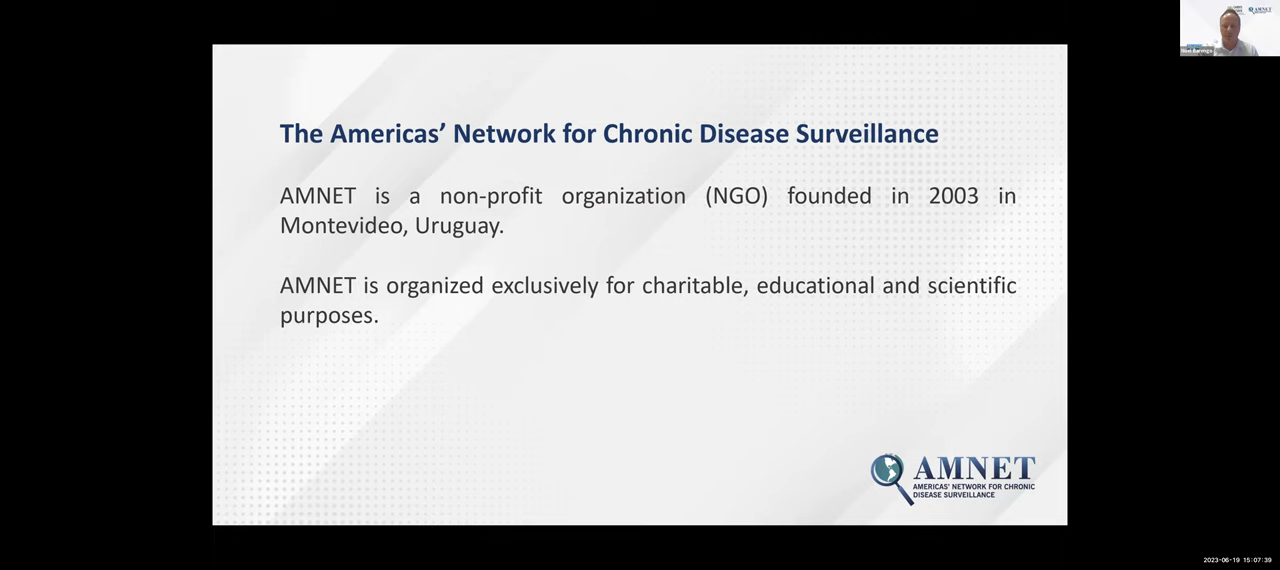 The Americas’ Network for Chronic Disease Surveillance
AMNET is a non-profit organization (NGO) founded in 2003 in
Montevideo, Uruguay.
AMNET is organized exclusively for charitable, educational and scientific
purposes.
AMNET
AMERICAS' NETWORK FOR CHRONIC
DISEASE SURVEILLANCE
AMNET
2023-06-19 15:07:39